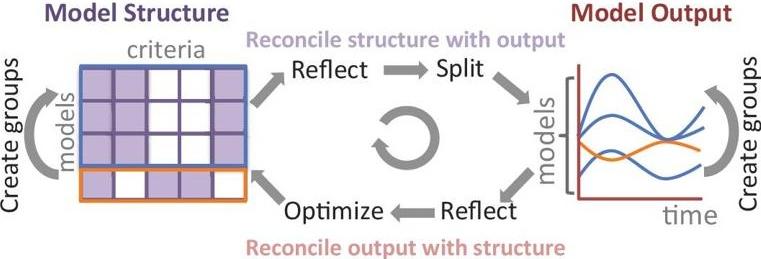 Model Structure
Model Output
criteria
Reconcile structure with output
Reflect
Split
Create groups
models
models
Create groups
Optimize
Reflect
time
Reconcile output with structure